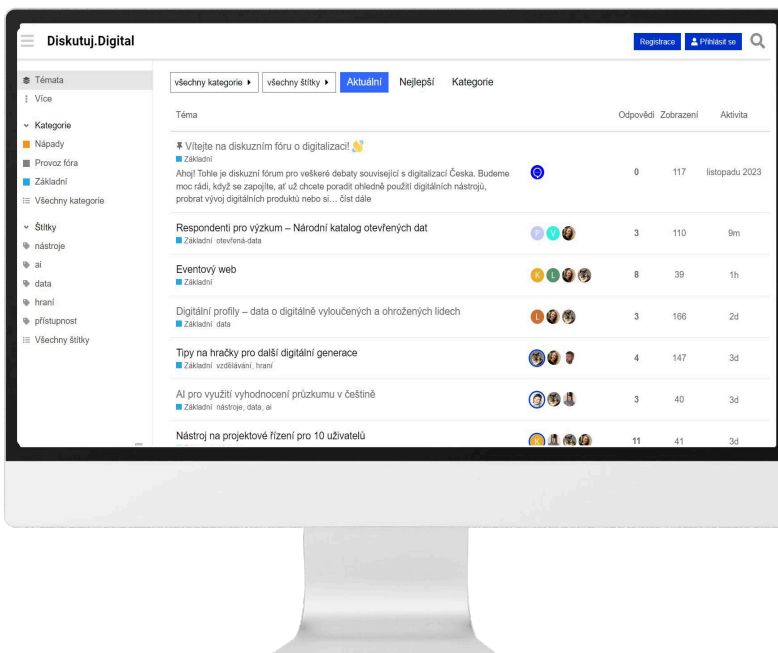 Diskutuj.Digital
Registrace
Přihlásit se
Témata
Více
Kategorie
Nápady
Provoz fóra
Základní
Všechny kategorie
Štítky
nástroje
ai
data
hraní
přístupnost
Všechny štítky
všechny kategorie
všechny štítky
Aktuální
Nejlepší
Kategorie
Téma Odpovědi Zobrazení Aktivita
Vítejte na diskuzním fóru o digitalizaci! 👋
Základní
Ahoj! Tohle je diskuzní fórum pro veškeré debaty související s digitalizací Česka. Budeme
moc rádi, když se zapojíte, ať už chcete poradit ohledně použití digitálních nástrojů,
probrat vývoj digitálních produktů nebo si… číst dále
0 117 listopadu 2023
Respondenti pro výzkum – Národní katalog otevřených dat
Základní otevřená-data
P V
3 110 9m
Eventový web
Základní
K L
8 39 1h
Digitální profily – data o digitálně vyloučených a ohrožených lidech
Základní data
L
3 166 2d
Tipy na hračky pro další digitální generace
Základní vzdělávání, hraní
4 147 3d
AI pro využití vyhodnocení průzkumu v češtině
Základní nástroje, data, ai
3 40 3d
Nástroj na projektové řízení pro 10 uživatelů
K
11 41 3d